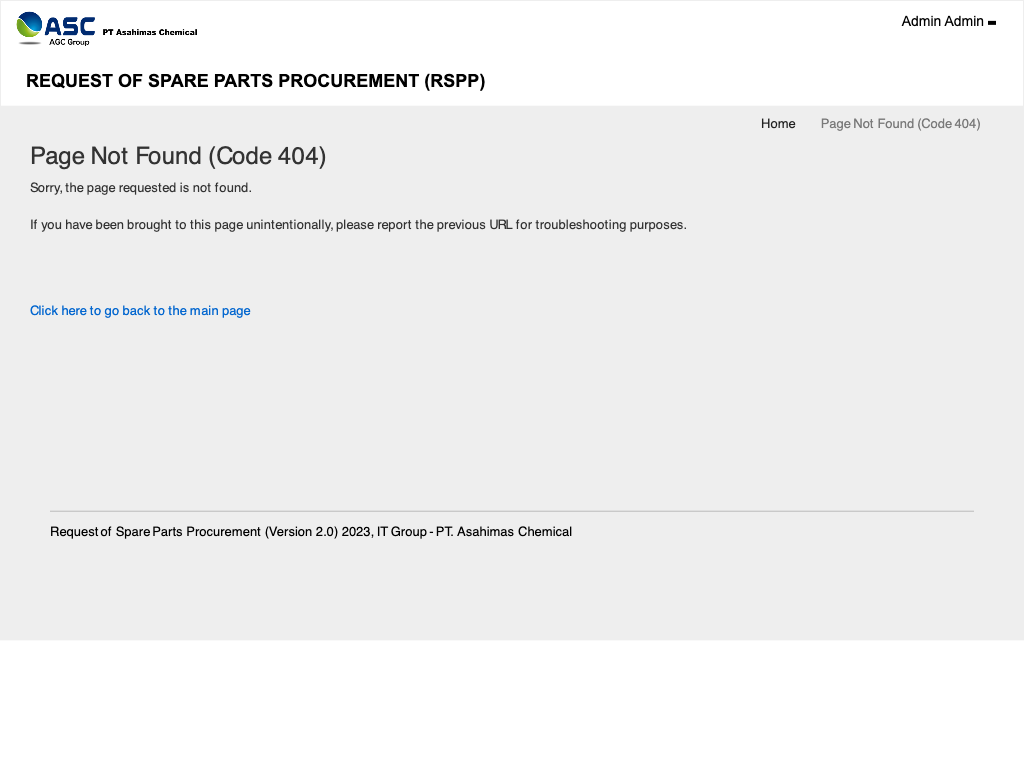 ASC
AGC Group
PT Asahimas Chemical
Admin Admin
REQUEST OF SPARE PARTS PROCUREMENT (RSPP)
Home Page Not Found (Code 404)
Page Not Found (Code 404)
Sorry, the page requested is not found.
If you have been brought to this page unintentionally, please report the previous URL for troubleshooting purposes.
Click here to go back to the main page
Request of Spare Parts Procurement (Version 2.0) 2023, IT Group - PT. Asahimas Chemical